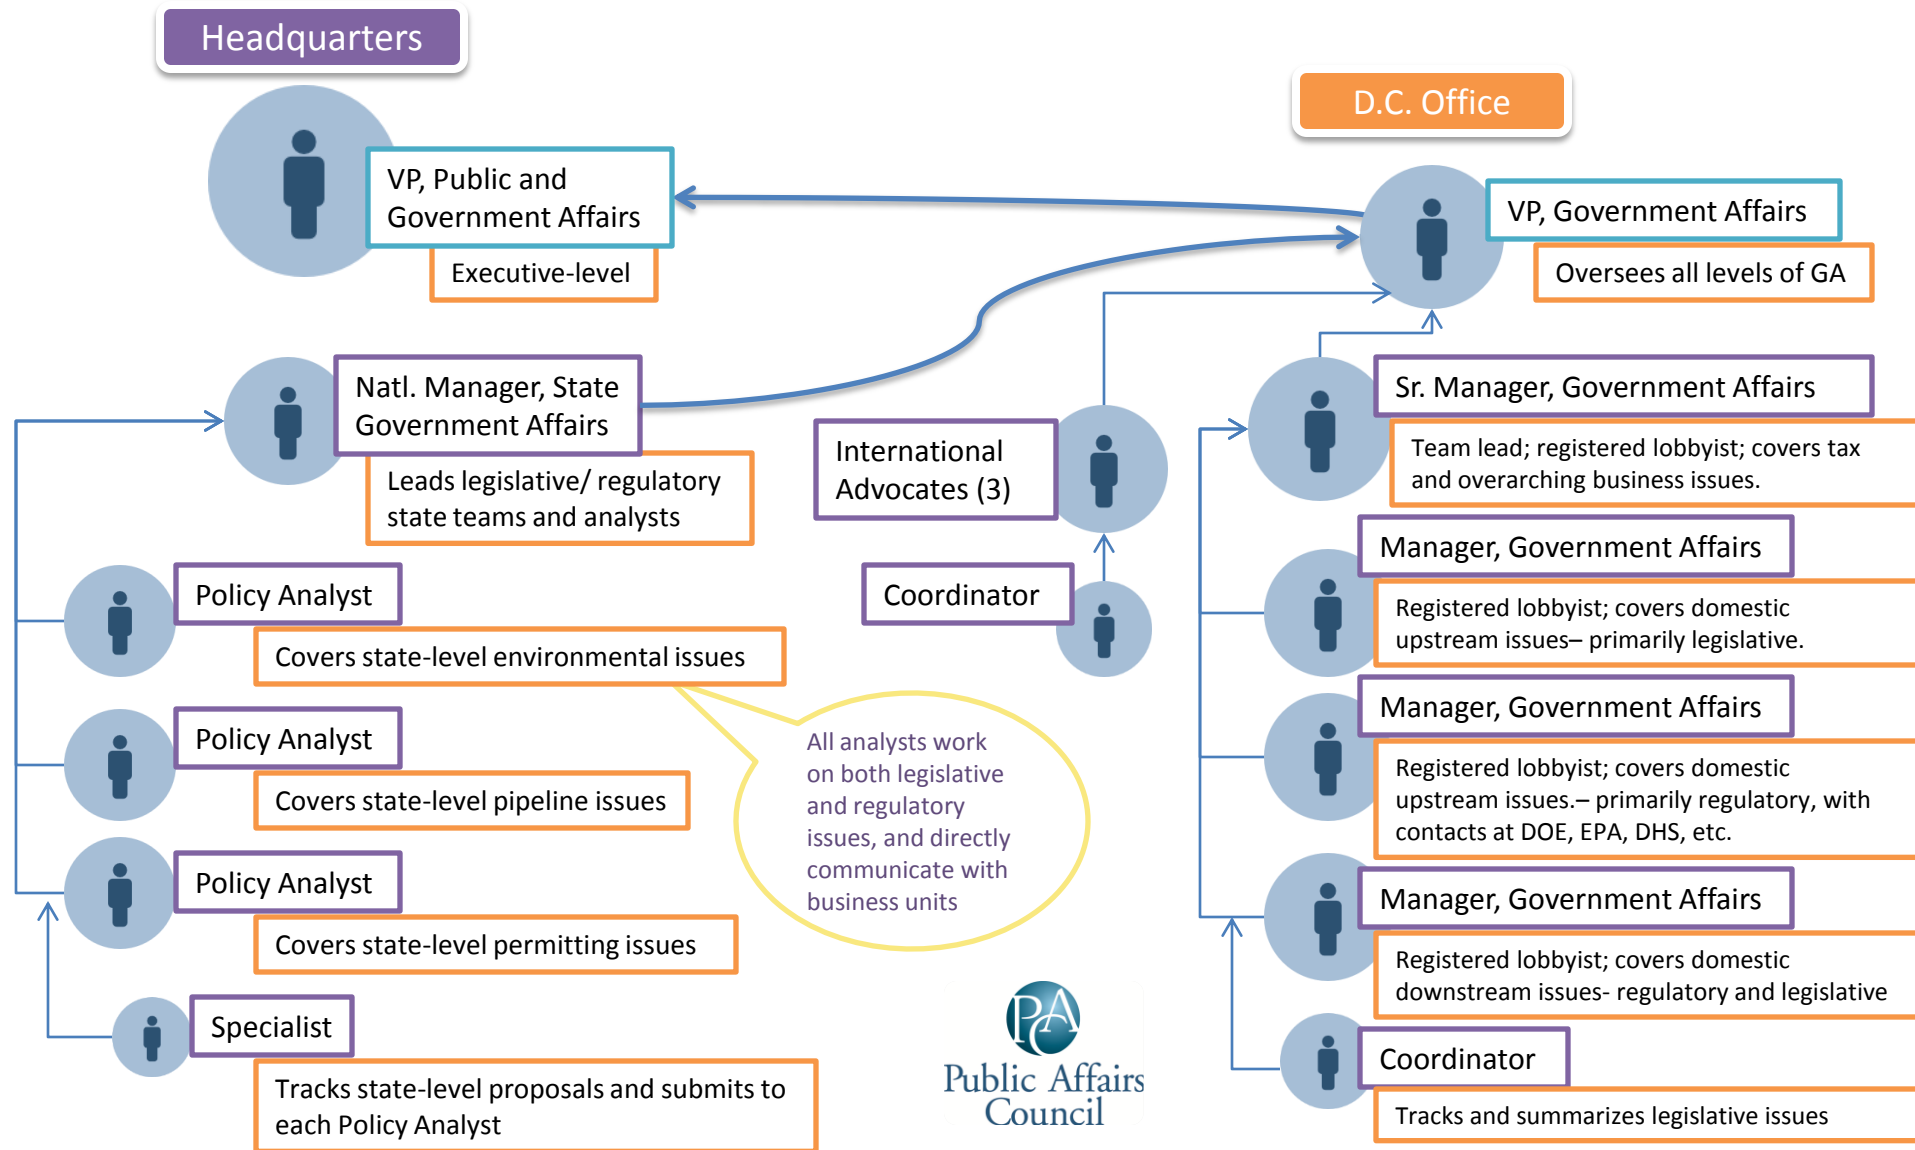 Headquarters
D.C. Office
VP, Public and
Government Affairs
Executive-level
VP, Government Affairs
Oversees all levels of GA
Natl. Manager, State
Government Affairs
Leads legislative/ regulatory
state teams and analysts
Policy Analyst
Covers state-level environmental issues
Policy Analyst
Covers state-level pipeline issues
Policy Analyst
Covers state-level permitting issues
Specialist
Tracks state-level proposals and submits to
each Policy Analyst
All analysts work
on both legislative
and regulatory
issues, and directly
communicate with
business units
International
Advocates (3)
Coordinator
Sr. Manager, Government Affairs
Team lead; registered lobbyist; covers tax
and overarching business issues.
Manager, Government Affairs
Registered lobbyist; covers domestic
upstream issues– primarily legislative.
Manager, Government Affairs
Registered lobbyist; covers domestic
upstream issues.– primarily regulatory, with
contacts at DOE, EPA, DHS, etc.
Manager, Government Affairs
Registered lobbyist; covers domestic
downstream issues- regulatory and legislative
Coordinator
Tracks and summarizes legislative issues
PAC
Public Affairs
Council